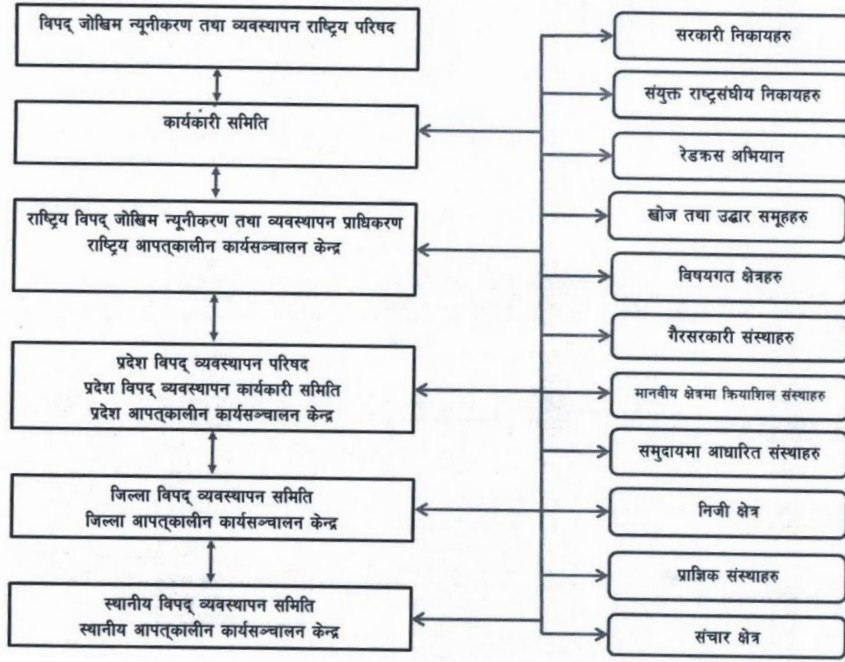 विपद् जोखिम न्यूनीकरण तथा व्यवस्थापन राष्ट्रिय परिषद
कार्यकारी समिति
राष्ट्रिय विपद् जोखिम न्यूनीकरण तथा व्यवस्थापन प्राधिकरण
राष्ट्रिय आपत्कालीन कार्यसञ्चालन केन्द्र
प्रदेश विपद् व्यवस्थापन परिषद
प्रदेश विपद् व्यवस्थापन कार्यकारी समिति
प्रदेश आपत्कालीन कार्यसञ्चालन केन्द्र
जिल्ला विपद् व्यवस्थापन समिति
जिल्ला आपत्कालीन कार्यसञ्चालन केन्द्र
स्थानीय विपद् व्यवस्थापन समिति
स्थानीय आपत्कालीन कार्यसञ्चालन केन्द्र
सरकारी निकायहरु
संयुक्त राष्ट्रसंघीय निकायहरु
रेडक्रस अभियान
खोज तथा उद्धार समूहहरु
विषयगत क्षेत्रहरु
गैरसरकारी संस्थाहरु
मानवीय क्षेत्रमा क्रियाशिल संस्थाहरु
समुदायमा आधारित संस्थाहरु
निजी क्षेत्र
प्राज्ञिक संस्थाहरु
संचार क्षेत्र